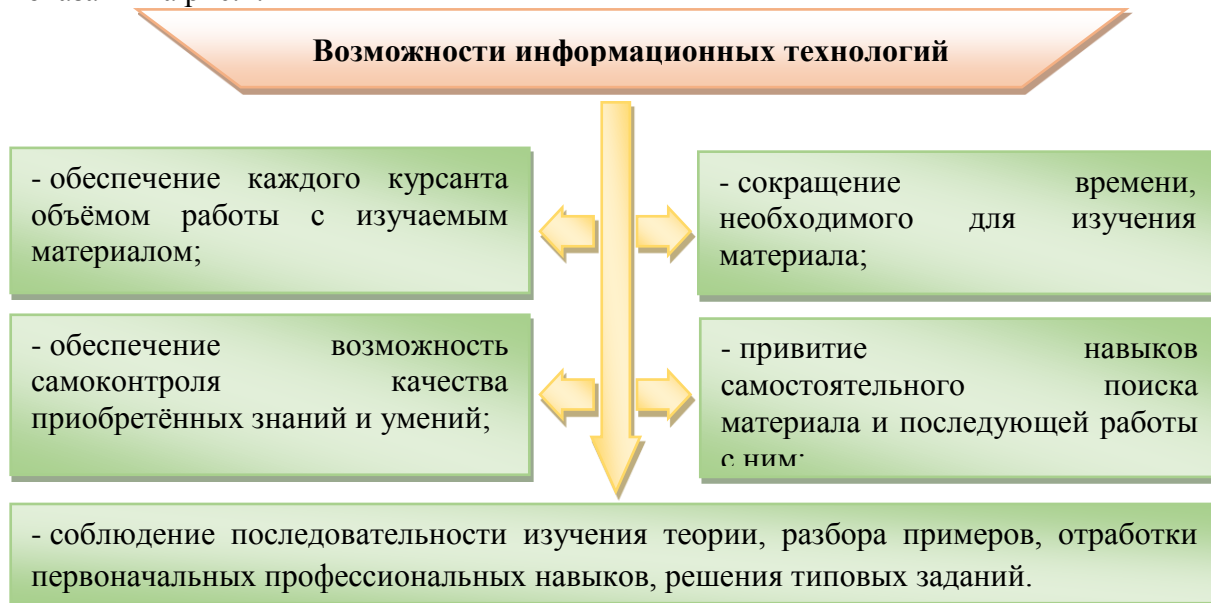 Возможности информационных технологий
- обеспечение каждого курсанта
объёмом работы с изучаемым
материалом;
- сокращение времени,
необходимого для изучения
материала;
- обеспечение возможность
самоконтроля качества
приобретённых знаний и умений;
- привитие навыков
самостоятельного поиска
материала и последующей работы
с ним;
- соблюдение последовательности изучения теории, разбора примеров, отработки
первоначальных профессиональных навыков, решения типовых заданий.